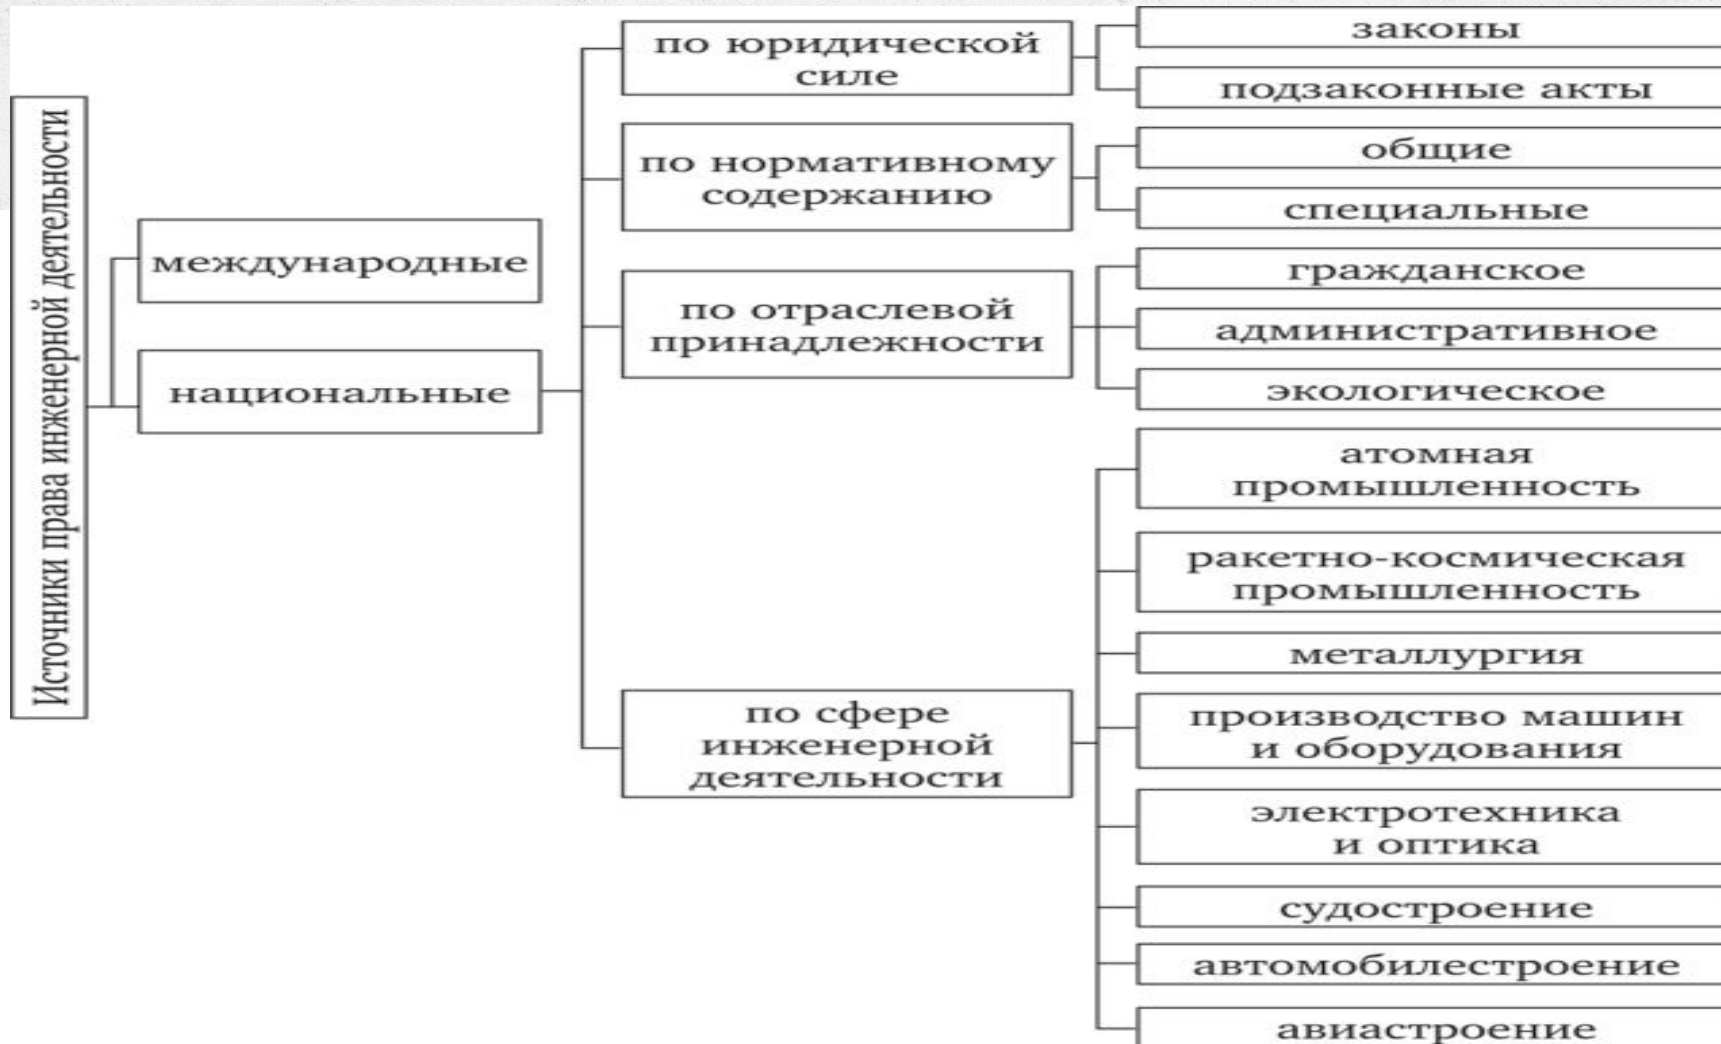 Источники права инженерной деятельности
международные
национальные
по юридической
силе
законы
подзаконные акты
по нормативному
содержанию
общие
специальные
по отраслевой
принадлежности
гражданское
административное
экологическое
по сфере
инженерной
деятельности
атомная
промышленность
ракетно-космическая
промышленность
металлургия
производство машин
и оборудования
электротехника
и оптика
судостроение
автомобилестроение
авиастроение